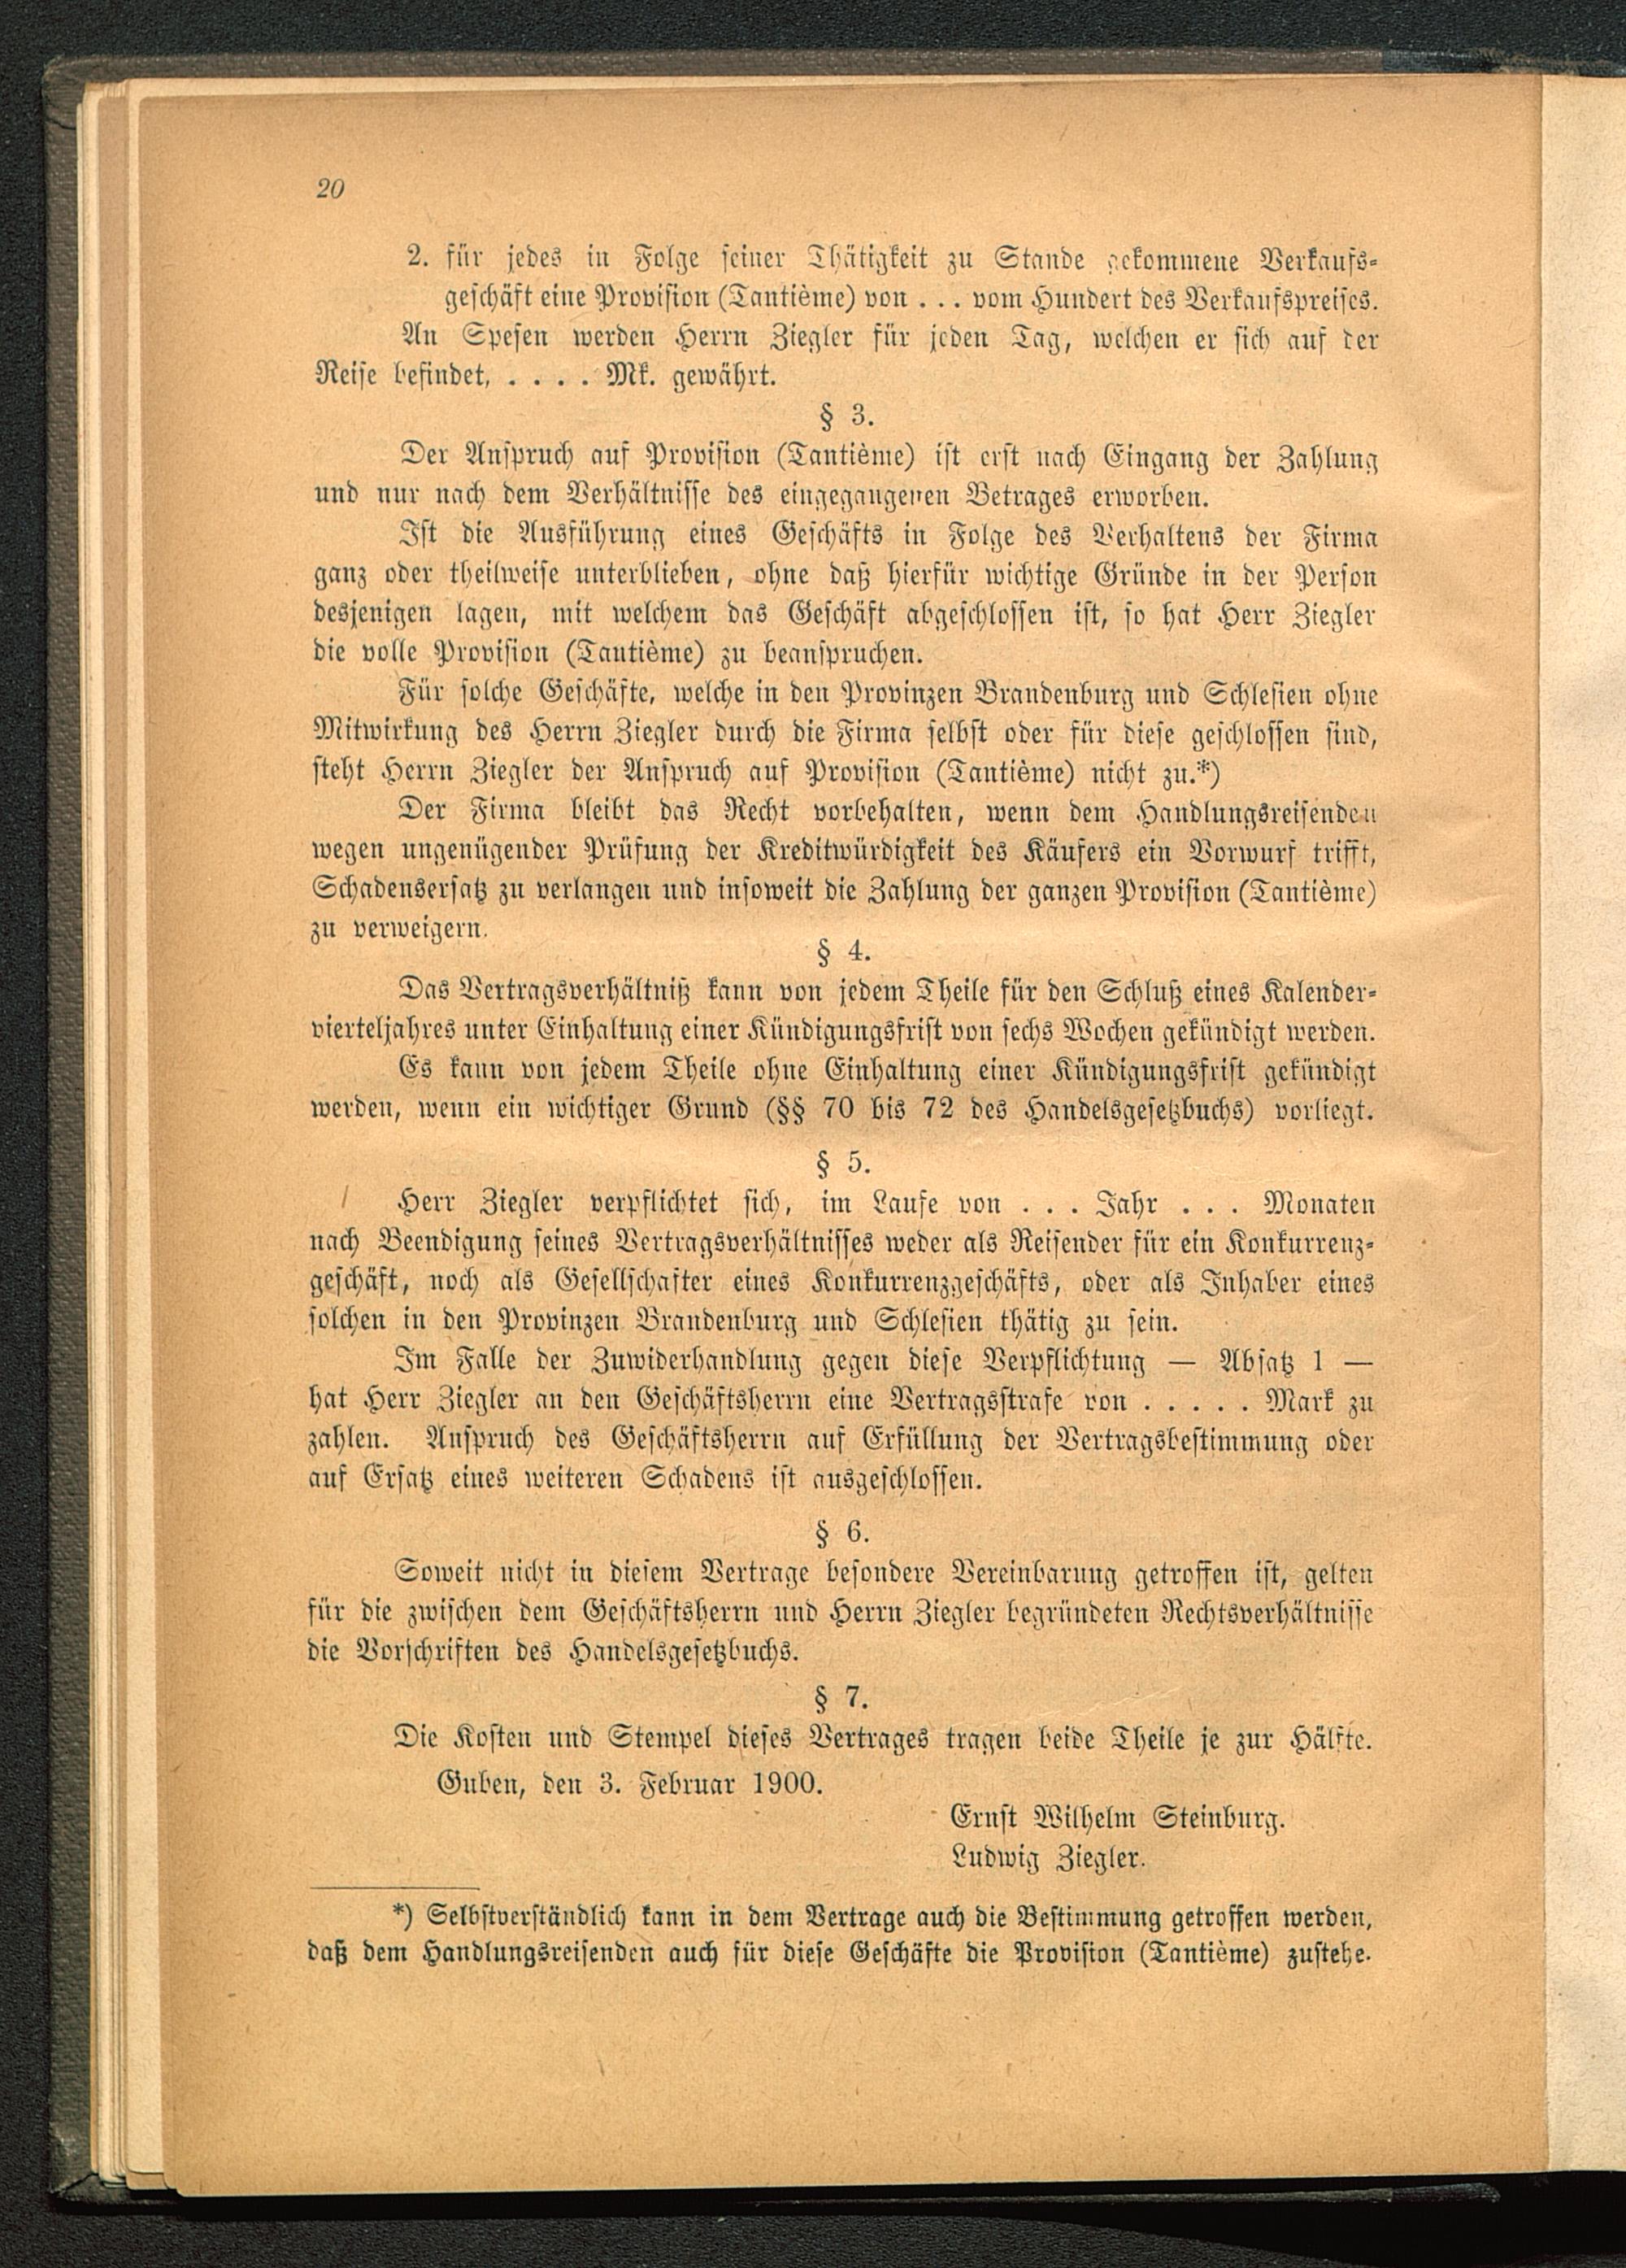 20
2. für jedes in Folge seiner Thätigkeit zu Stande gekommene Verkaufs-
geschäft eine Provision (Tantième) von . . . vom Hundert des Verkaufspreises.
An Spesen werden Herrn Ziegler für jeden Tag, welchen er sich auf der
Reise befindet, . . . . Mk. gewährt.
§ 3.
Der Anspruch auf Provision (Tantième) ist erst nach Eingang der Zahlung
und nur nach dem Verhältnisse des eingegangenen Betrages erworben.
Ist die Ausführung eines Geschäfts in Folge des Verhaltens der Firma
ganz oder theilweise unterblieben, ohne daß hierfür wichtige Gründe in der Person
desjenigen lagen, mit welchem das Geschäft abgeschlossen ist, so hat Herr Ziegler
die volle Provision (Tantième) zu beanspruchen.
Für solche Geschäfte, welche in den Provinzen Brandenburg und Schlesien ohne
Mitwirkung des Herrn Ziegler durch die Firma selbst oder für diese geschlossen sind,
steht Herrn Ziegler der Anspruch auf Provision (Tantième) nicht zu.*)
Der Firma bleibt das Recht vorbehalten, wenn dem Handlungsreisenden
wegen ungenügender Prüfung der Kreditwürdigkeit des Käufers ein Vorwurf trifft,
Schadensersatz zu verlangen und insoweit die Zahlung der ganzen Provision (Tantième)
zu verweigern.
§ 4.
Das Vertragsverhältniß kann von jedem Theile für den Schluß eines Kalender-
vierteljahres unter Einhaltung einer Kündigungsfrist von sechs Wochen gekündigt werden.
Es kann von jedem Theile ohne Einhaltung einer Kündigungsfrist gekündigt
werden, wenn ein wichtiger Grund (§§ 70 bis 72 des Handelsgesetzbuchs) vorliegt.
§ 5.
Herr Ziegler verpflichtet sich, im Laufe von . . . Jahr . . . Monaten
nach Beendigung seines Vertragsverhältnisses weder als Reisender für ein Konkurrenz-
geschäft, noch als Gesellschafter eines Konkurrenzgeschäfts, oder als Inhaber eines
solchen in den Provinzen Brandenburg und Schlesien thätig zu sein.
Im Falle der Zuwiderhandlung gegen diese Verpflichtung — Absatz 1 —
hat Herr Ziegler an den Geschäftsherrn eine Vertragsstrafe von . . . . . Mark zu
zahlen. Anspruch des Geschäftsherrn auf Erfüllung der Vertragsbestimmung oder
auf Ersatz eines weiteren Schadens ist ausgeschlossen.
§ 6.
Soweit nicht in diesem Vertrage besondere Vereinbarung getroffen ist, gelten
für die zwischen dem Geschäftsherrn und Herrn Ziegler begründeten Rechtsverhältnisse
die Vorschriften des Handelsgesetzbuchs.
§ 7.
Die Kosten und Stempel dieses Vertrages tragen beide Theile je zur Hälfte.
Guben, den 3. Februar 1900.
Ernst Wilhelm Steinburg.
Ludwig Ziegler.
*) Selbstverständlich kann in dem Vertrage auch die Bestimmung getroffen werden,
daß dem Handlungsreisenden auch für diese Geschäfte die Provision (Tantième) zustehe.